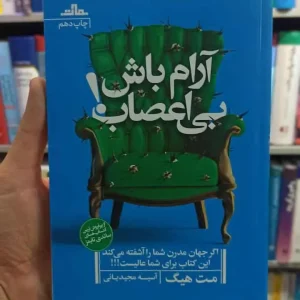 چاپ دهم
آرام باش
بی‌اعصاب!
اگر جهان مدرن شما را آشفته می‌کند،
این کتاب برای شما عالیست!!!
مت هیگ
آسیه مجیدیانی